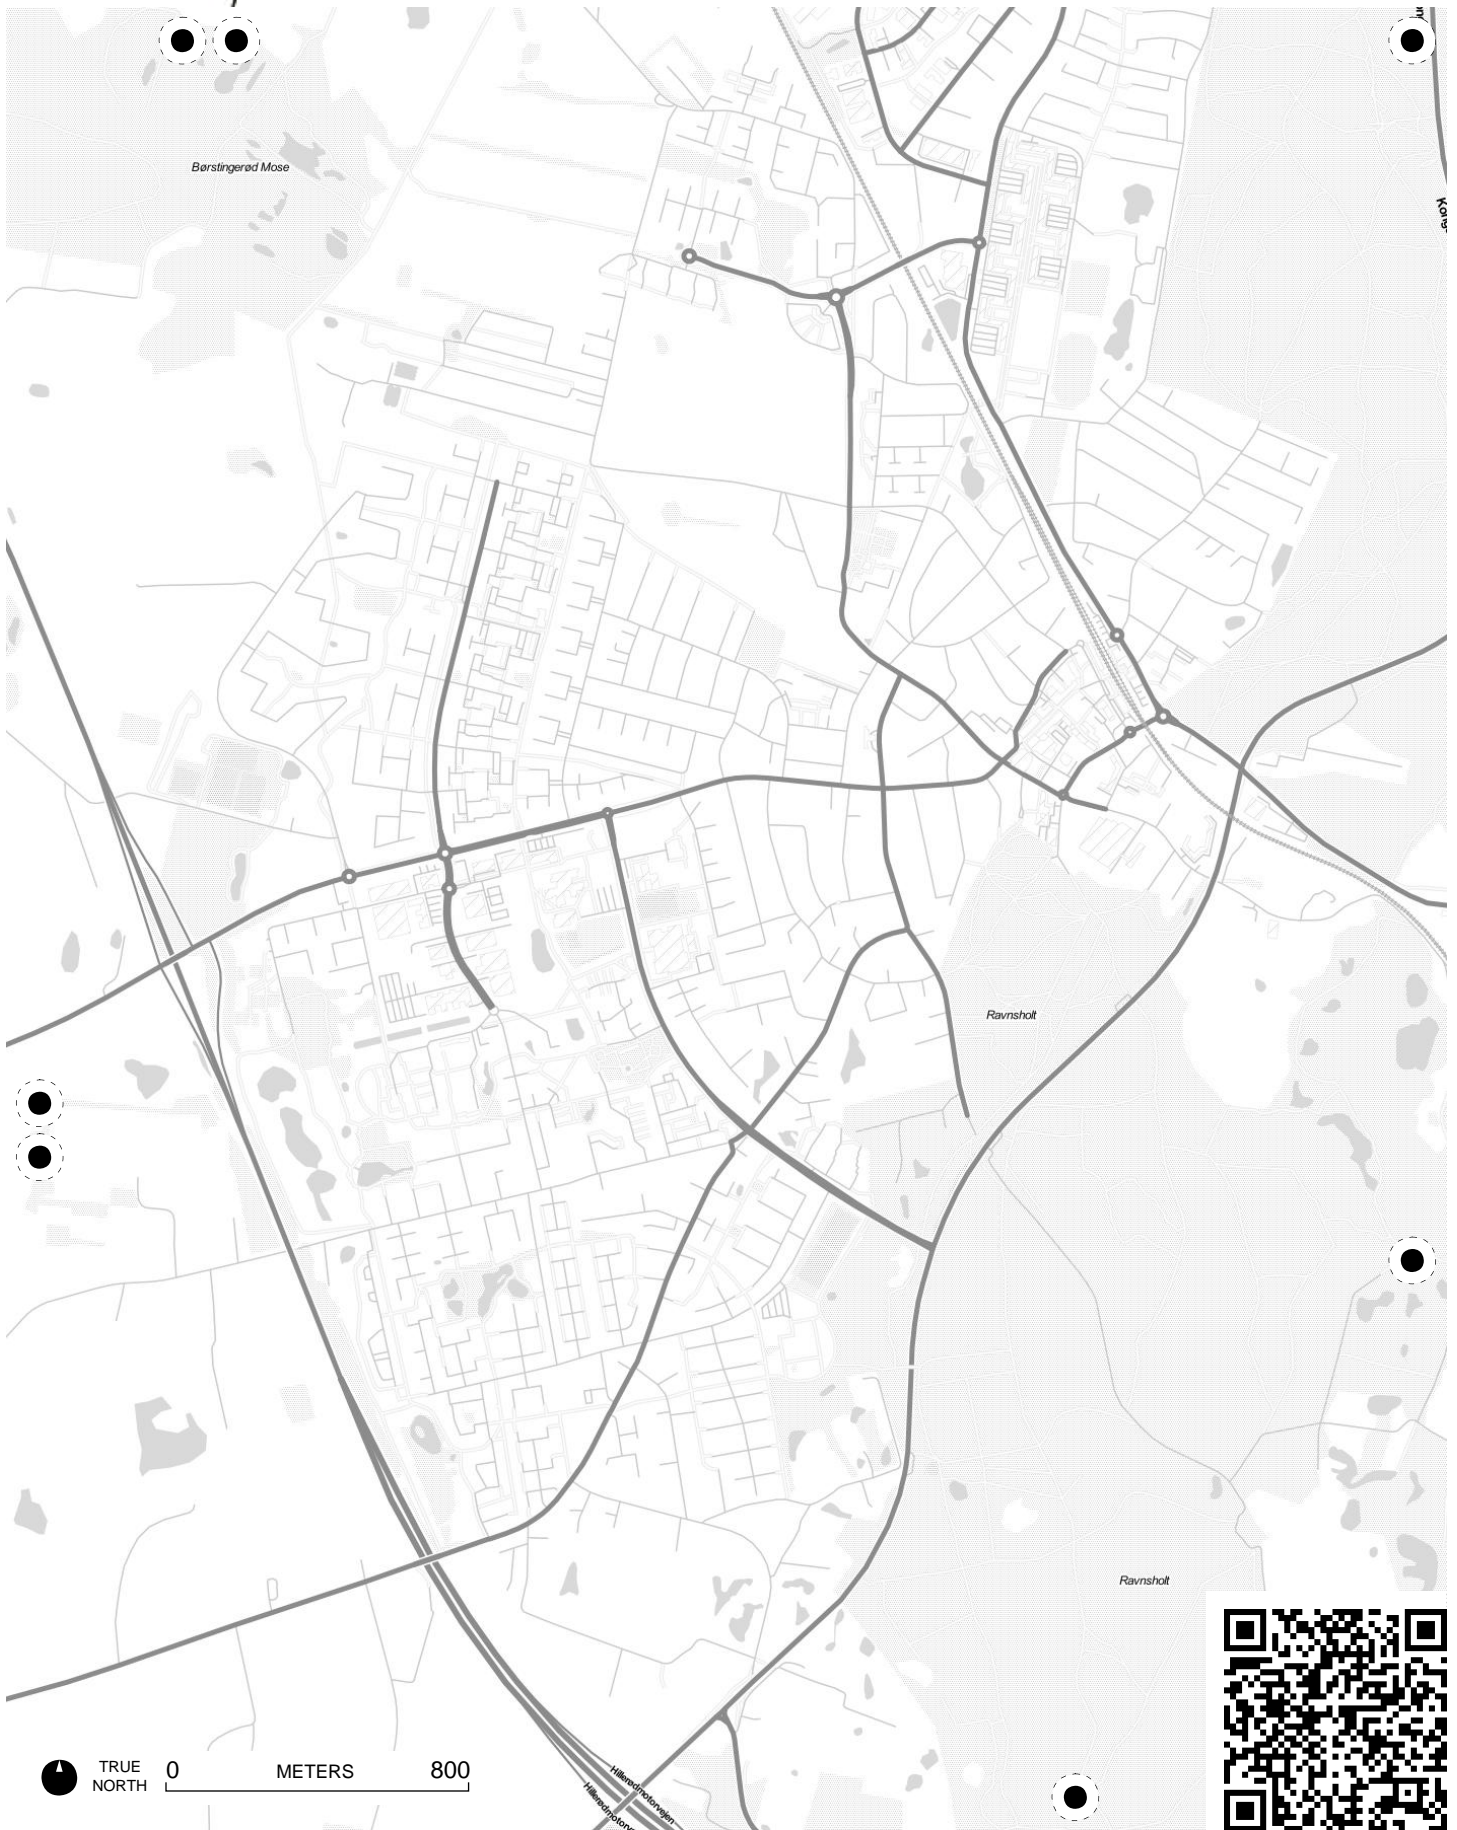 Børstingerød Mose
Ravnsholt
Ravnsholt
TRUE
NORTH
0 METERS 800
Hillerødmotorvejen